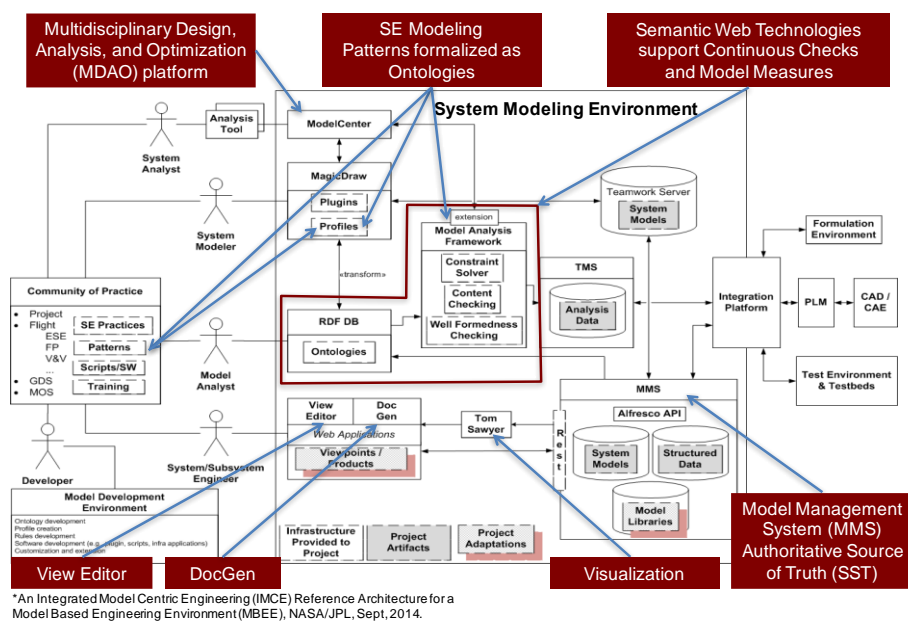 Multidisciplinary Design,
Analysis, and Optimization
(MDAO) platform
SE Modeling
Patterns formalized as
Ontologies
Semantic Web Technologies
support Continuous Checks
and Model Measures
System Modeling Environment
Analysis
Tool
ModelCenter
System
Analyst
MagicDraw
Plugins
Profiles
System
Modeler
«transform»
extension
Model Analysis
Framework
Constraint
Solver
Content
Checking
Well Formedness
Checking
Teamwork Server
System
Models
TMS
Analysis
Data
Integration
Platform
Formulation
Environment
PLM
CAD /
CAE
Test Environment
& Testbeds
Community of Practice
• Project
• Flight
ESE
FP
V&V
...
• GDS
• MOS
SE Practices
Patterns
Scripts/SW
Training
RDF DB
Ontologies
Model
Analyst
View
Editor
Doc
Gen
Web Applications
Viewpoints /
Products
Tom
Sawyer
Rest
MMS
Alfresco API
System
Models
Structured
Data
Model
Libraries
Developer
System/Subsystem
Engineer
Model Development
Environment
Ontology development
Profile creation
Rules development
Software development (e.g., plugin, scripts, infra applications)
Customization and extension
Infrastructure
Provided to
Project
Project
Artifacts
Project
Adaptations
View Editor
DocGen
Visualization
Model Management
System (MMS)
Authoritative Source
of Truth (SST)
*An Integrated Model Centric Engineering (IMCE) Reference Architecture for a
Model Based Engineering Environment (MBEE), NASA/JPL, Sept, 2014.